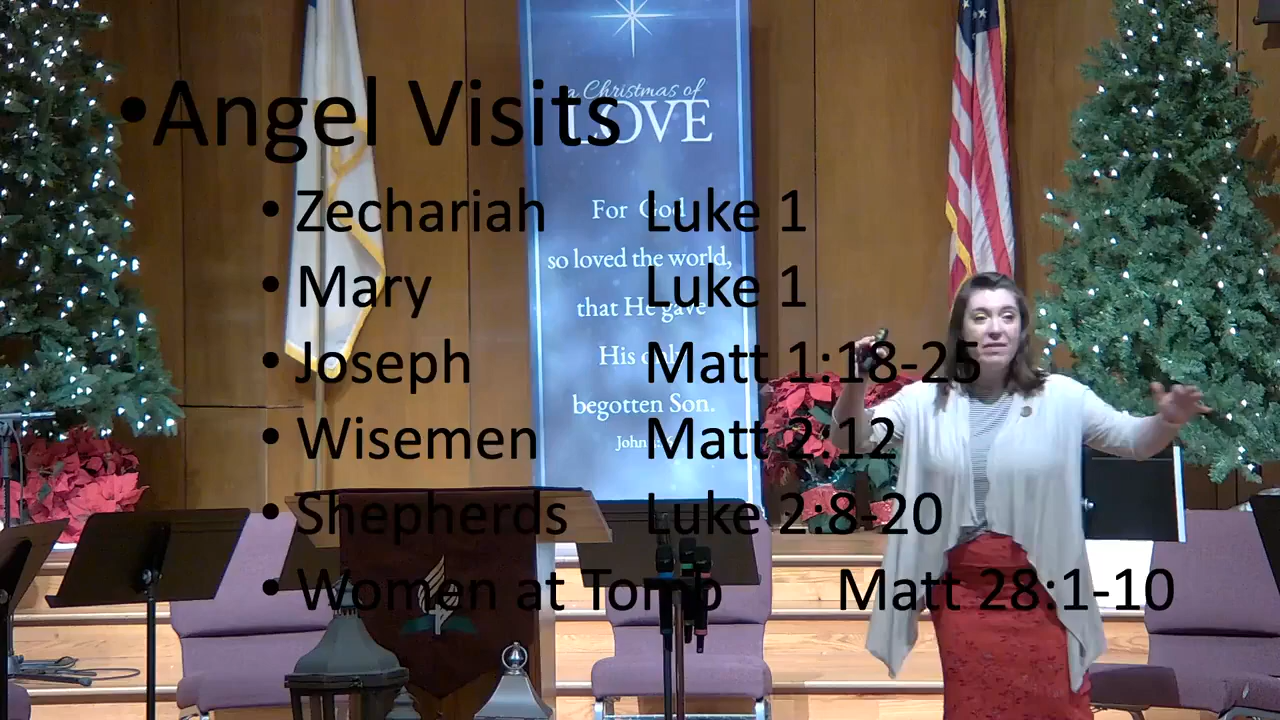 • Angel Visits
• Zechariah Luke 1
• Mary Luke 1
• Joseph Matt 1:18-25
• Wisemen Matt 2:12
• Shepherds Luke 2:8-20
• Women at Tomb Matt 28:1-10
a Christmas of
LOVE
For God
so loved the world,
that He gave
His only
begotten Son.
John